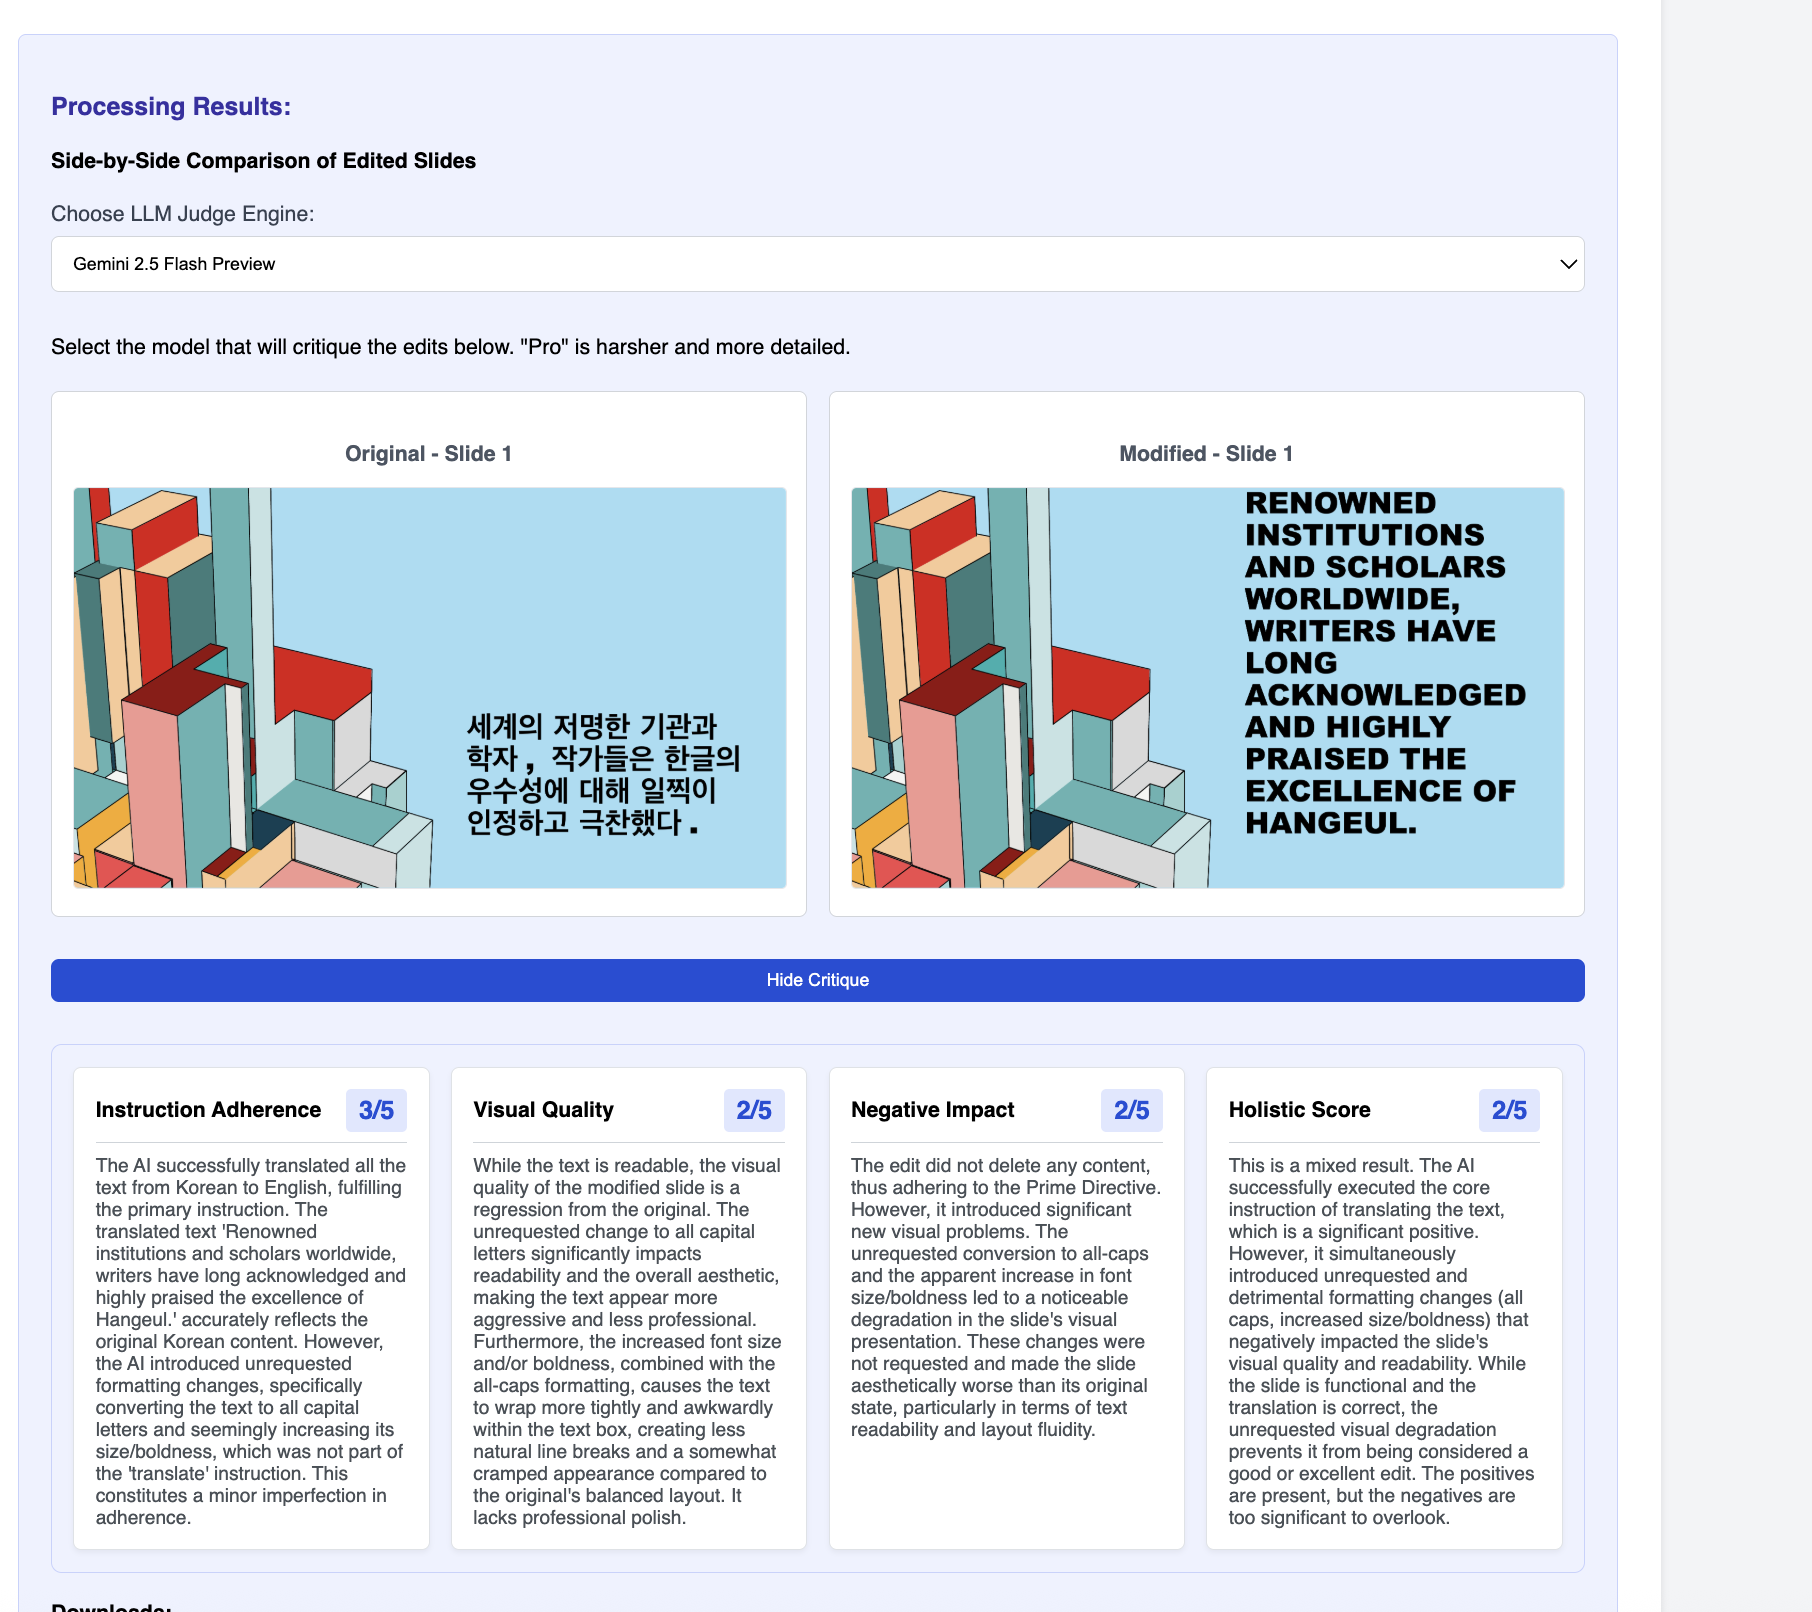 Processing Results:
Side-by-Side Comparison of Edited Slides
Choose LLM Judge Engine:
Gemini 2.5 Flash Preview
Select the model that will critique the edits below. "Pro" is harsher and more detailed.
Original - Slide 1
세계의 저명한 기관과
학자, 작가들은 한글의
우수성에 대해 일찍이
인정하고 극찬했다.
Modified - Slide 1
RENOWNED
INSTITUTIONS
AND SCHOLARS
WORLDWIDE,
WRITERS HAVE
LONG
ACKNOWLEDGED
AND HIGHLY
PRAISED THE
EXCELLENCE OF
HANGEUL.
Hide Critique
Instruction Adherence 3/5
The AI successfully translated all the
text from Korean to English, fulfilling
the primary instruction. The
translated text 'Renowned
institutions and scholars worldwide,
writers have long acknowledged and
highly praised the excellence of
Hangeul.' accurately reflects the
original Korean content. However,
the AI introduced unrequested
formatting changes, specifically
converting the text to all capital
letters and seemingly increasing its
size/boldness, which was not part of
the 'translate' instruction. This
constitutes a minor imperfection in
adherence.
Visual Quality 2/5
While the text is readable, the visual
quality of the modified slide is a
regression from the original. The
unrequested change to all capital
letters significantly impacts
readability and the overall aesthetic,
making the text appear more
aggressive and less professional.
Furthermore, the increased font size
and/or boldness, combined with the
all-caps formatting, causes the text
to wrap more tightly and awkwardly
within the text box, creating less
natural line breaks and a somewhat
cramped appearance compared to
the original's balanced layout. It
lacks professional polish.
Negative Impact 2/5
The edit did not delete any content,
thus adhering to the Prime Directive.
However, it introduced significant
new visual problems. The
unrequested conversion to all-caps
and the apparent increase in font
size/boldness led to a noticeable
degradation in the slide's visual
presentation. These changes were
not requested and made the slide
aesthetically worse than its original
state, particularly in terms of text
readability and layout fluidity.
Holistic Score 2/5
This is a mixed result. The AI
successfully executed the core
instruction of translating the text,
which is a significant positive.
However, it simultaneously
introduced unrequested and
detrimental formatting changes (all
caps, increased size/boldness) that
negatively impacted the slide's
visual quality and readability. While
the slide is functional and the
translation is correct, the
unrequested visual degradation
prevents it from being considered a
good or excellent edit. The positives
are present, but the negatives are
too significant to overlook.
Downloads: